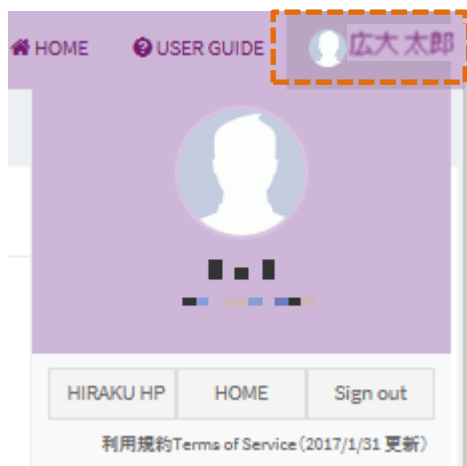 HOME USER GUIDE 広大 太郎
HIRAKU HP HOME Sign out
利用規約Terms of Service（2017/1/31 更新）